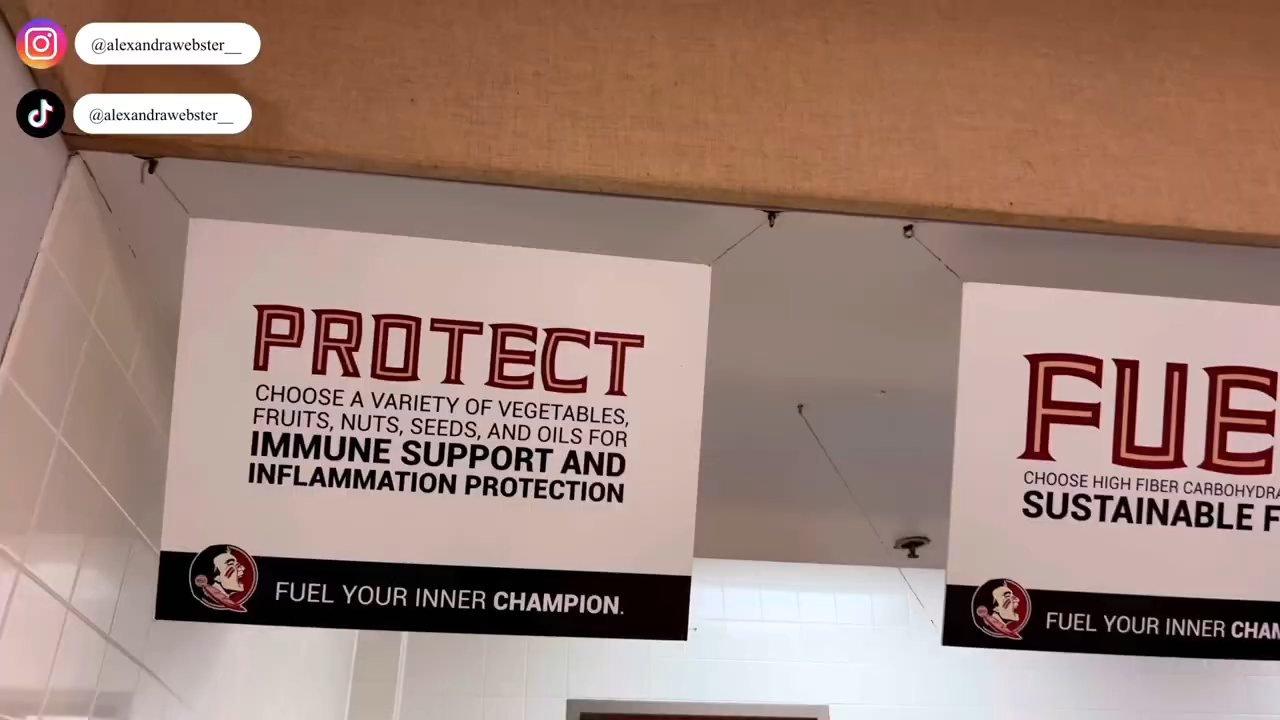 @alexandrawebster__
@alexandrawebster__
PROTECT
CHOOSE A VARIETY OF VEGETABLES,
FRUITS, NUTS, SEEDS, AND OILS FOR
IMMUNE SUPPORT AND
INFLAMMATION PROTECTION
FUEL YOUR INNER CHAMPION.
FUE
CHOOSE HIGH FIBER CARBOHYDRA
SUSTAINABLE F
FUEL YOUR INNER CHAM